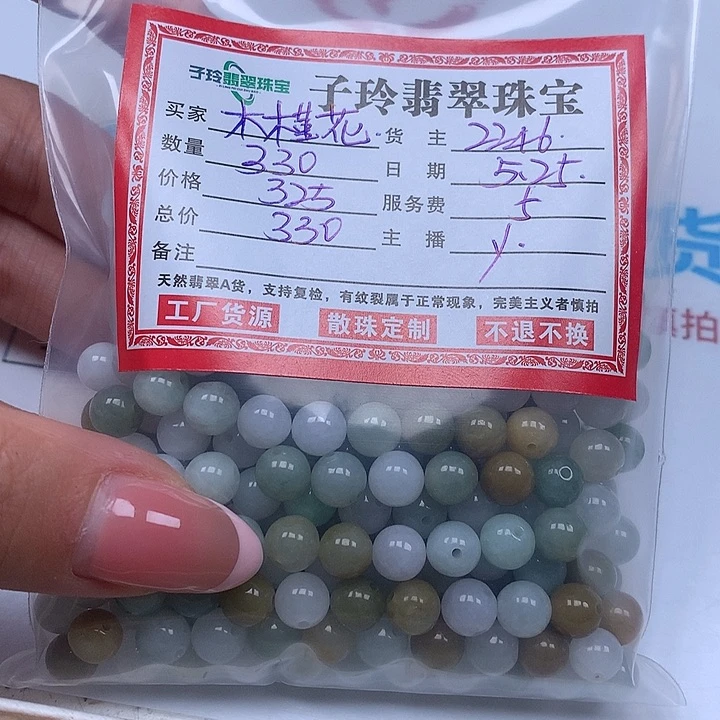 子玲翡翠珠宝 子玲翡翠珠宝
买家 木槿花 货主 2246
数量 330 日期 5.25.
价格 325 服务费 5
总价 330 主播 y.
备注
天然翡翠A货，支持复检，有纹裂属于正常现象，完美主义者慎拍
工厂货源 散珠定制 不退不换
货
慎拍